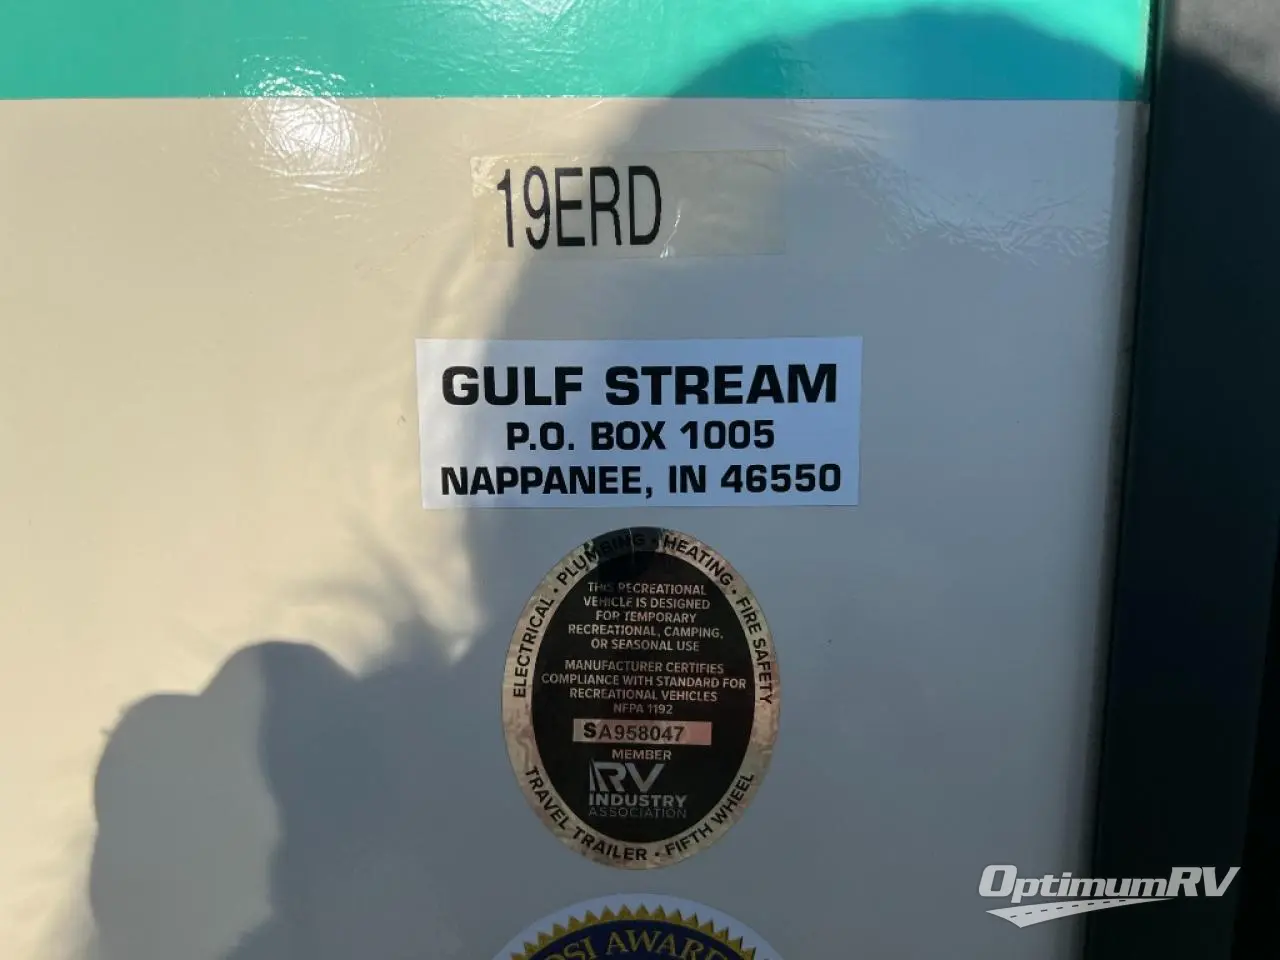 19ERD
GULF STREAM
P.O. BOX 1005
NAPPANEE, IN 46550
ELECTRICAL · PLUMBING · HEATING · FIRE SAFETY
THIS RECREATIONAL
VEHICLE IS DESIGNED
FOR TEMPORARY
RECREATIONAL, CAMPING,
OR SEASONAL USE
MANUFACTURER CERTIFIES
COMPLIANCE WITH STANDARD FOR
RECREATIONAL VEHICLES
NFPA 1192
SA958047
MEMBER
RV
INDUSTRY
ASSOCIATION
TRAVEL TRAILER · FIFTH WHEEL
OptimumRV